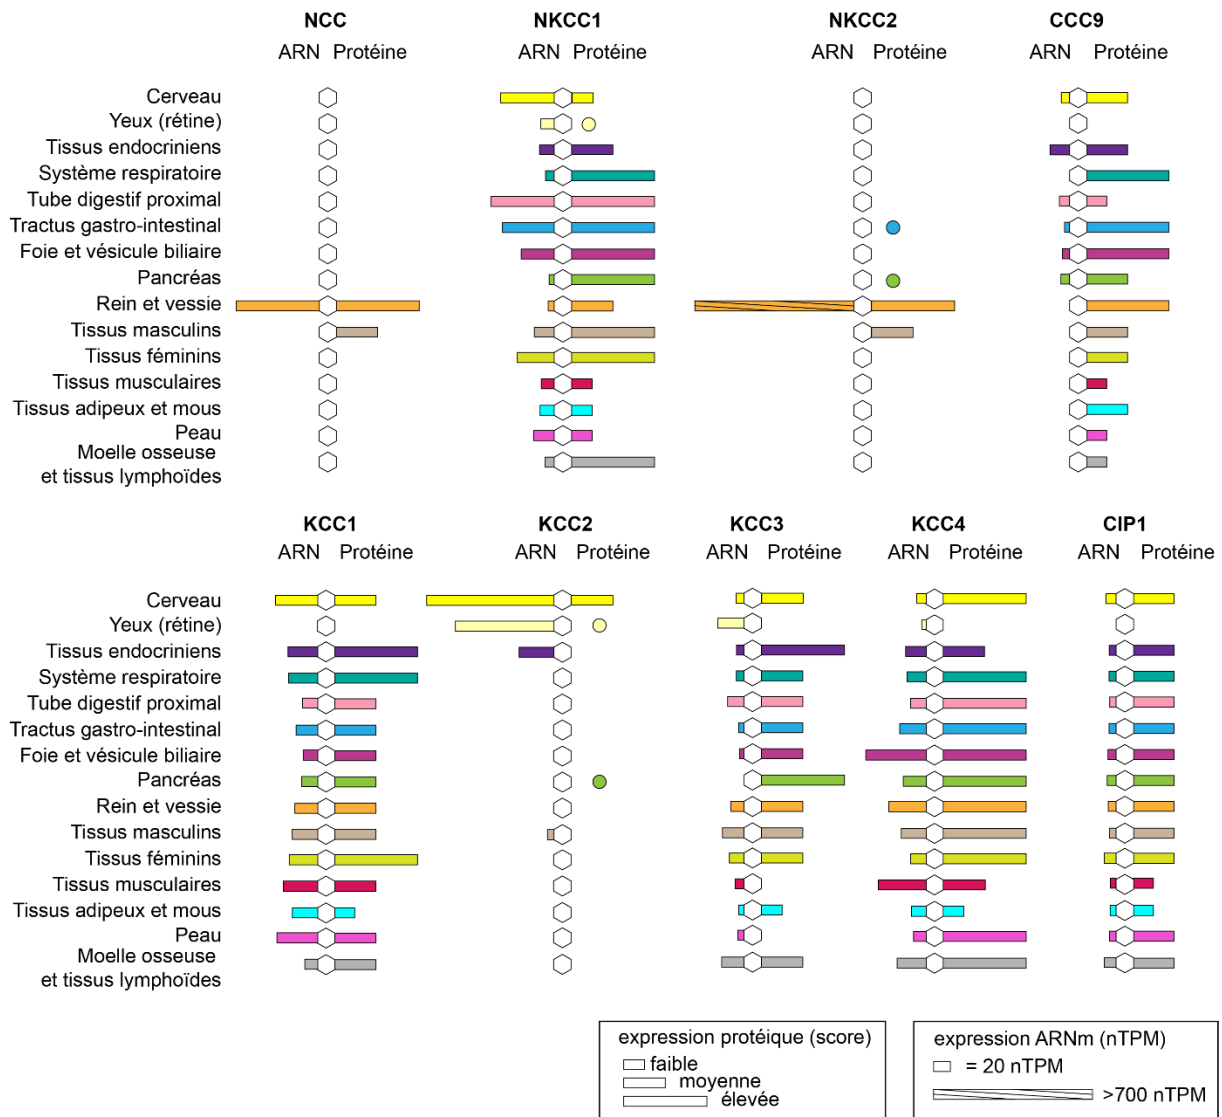 NCC NKCC1 NKCC2 CCC9
ARN Protéine ARN Protéine ARN Protéine ARN Protéine
Cerveau
Yeux (rétine)
Tissus endocriniens
Système respiratoire
Tube digestif proximal
Tractus gastro-intestinal
Foie et vésicule biliaire
Pancréas
Rein et vessie
Tissus masculins
Tissus féminins
Tissus musculaires
Tissus adipeux et mous
Peau
Moelle osseuse
et tissus lymphoïdes
KCC1 KCC2 KCC3 KCC4 CIP1
ARN Protéine ARN Protéine ARN Protéine ARN Protéine ARN Protéine
Cerveau
Yeux (rétine)
Tissus endocriniens
Système respiratoire
Tube digestif proximal
Tractus gastro-intestinal
Foie et vésicule biliaire
Pancréas
Rein et vessie
Tissus masculins
Tissus féminins
Tissus musculaires
Tissus adipeux et mous
Peau
Moelle osseuse
et tissus lymphoïdes
expression protéique (score)
faible
moyenne
élevée
expression ARNm (nTPM)
= 20 nTPM
>700 nTPM